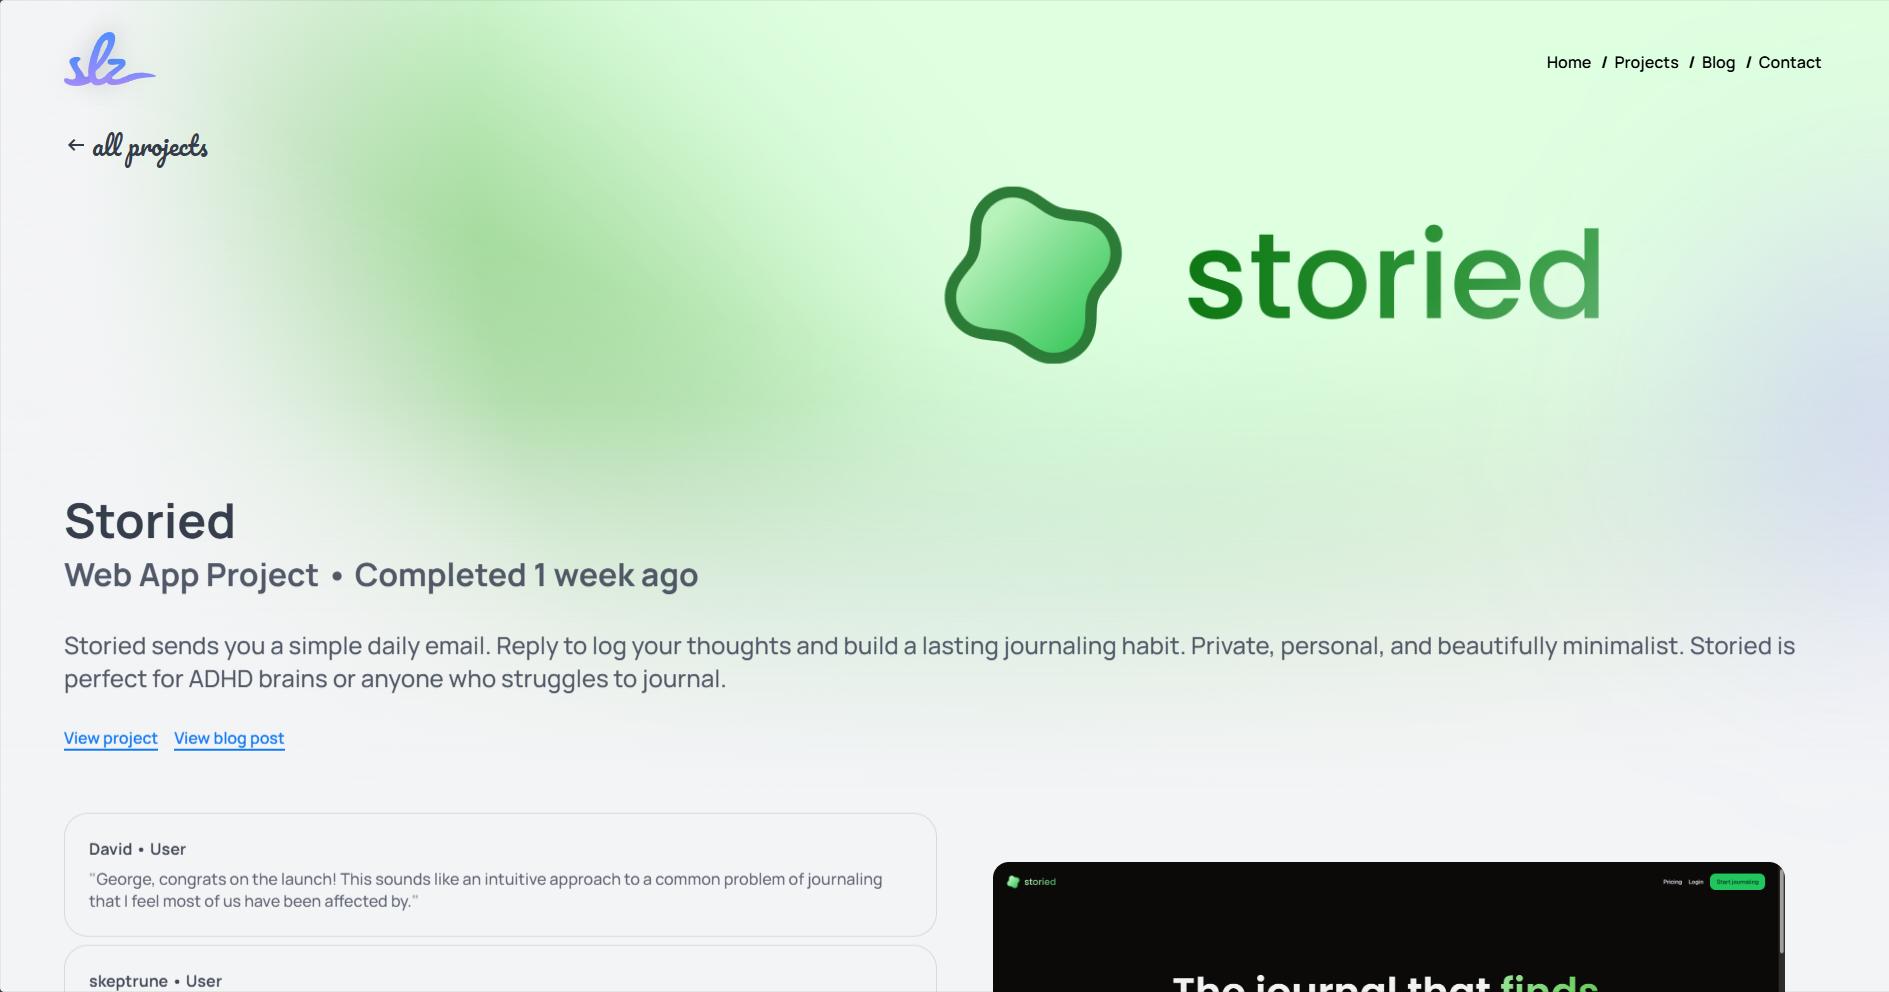 slz
Home / Projects / Blog / Contact
← all projects
storied
Storied
Web App Project • Completed 1 week ago
Storied sends you a simple daily email. Reply to log your thoughts and build a lasting journaling habit. Private, personal, and beautifully minimalist. Storied is
perfect for ADHD brains or anyone who struggles to journal.
View project View blog post
David • User
"George, congrats on the launch! This sounds like an intuitive approach to a common problem of journaling
that I feel most of us have been affected by."
skeptrune • User
storied
Pricing Login Start journaling
The journal that finds